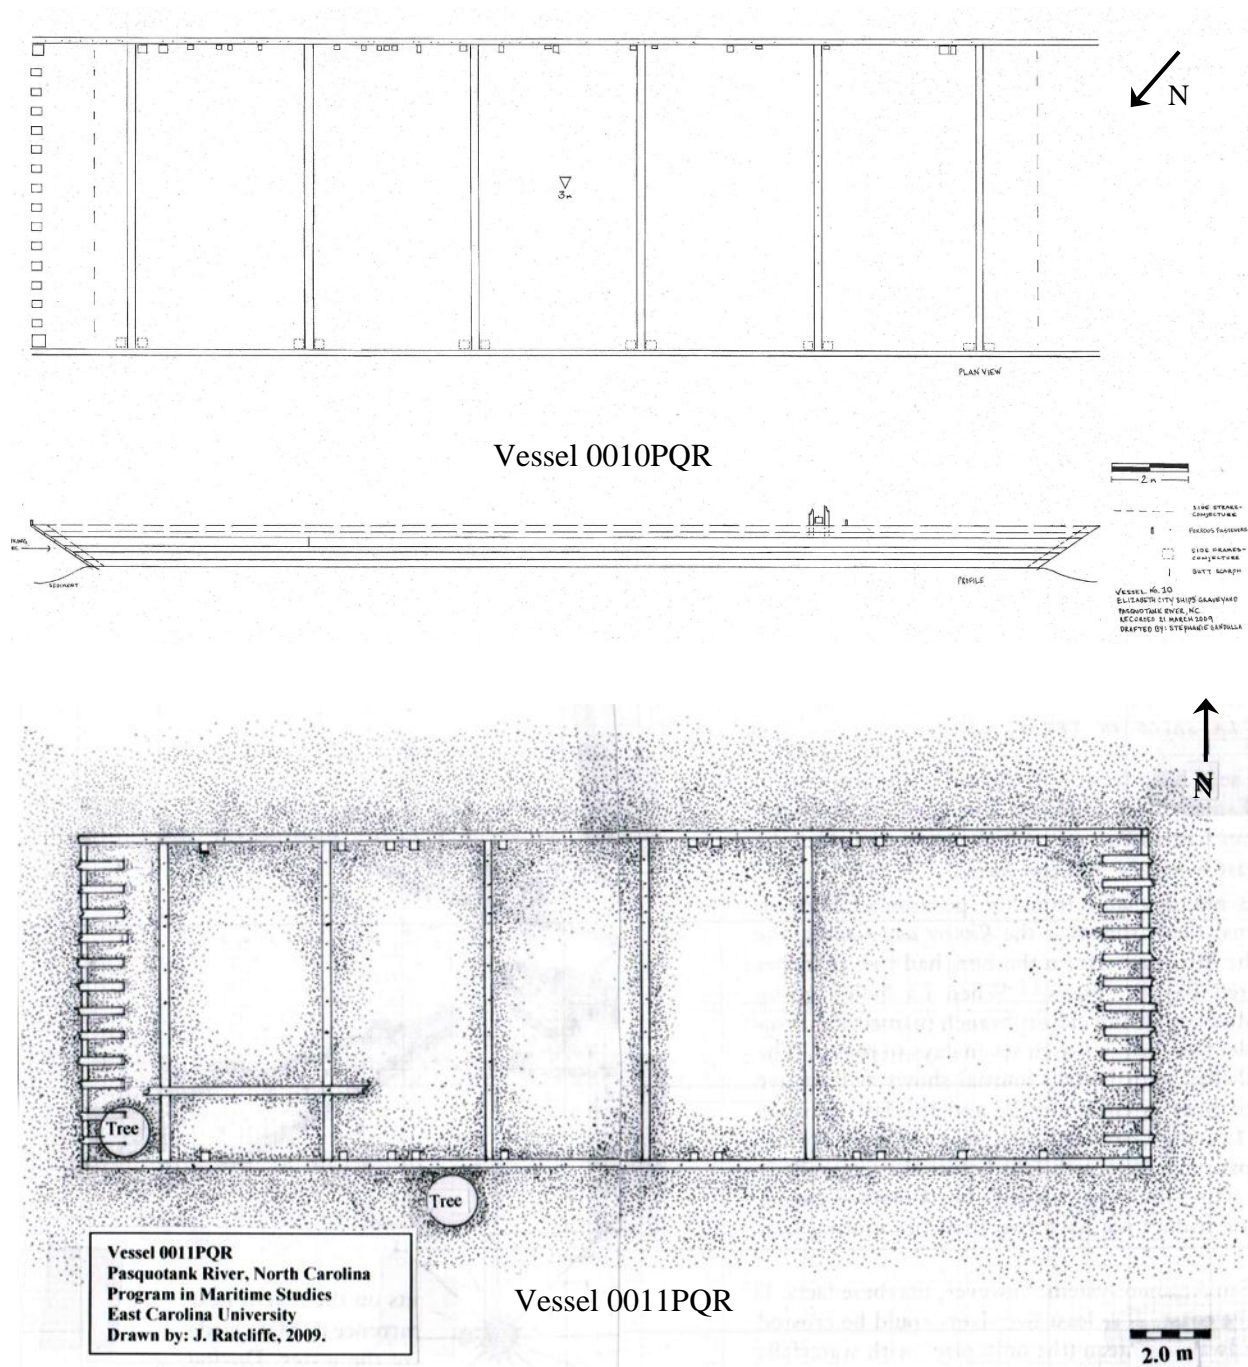 N
3m
PLAN VIEW
Vessel 0010PQR
2 m
SIDE STRAKE-
CONJECTURE
FERROUS FASTENERS
SIDE FRAMES-
CONJECTURE
BUTT SCARPH
SEDIMENT
PROFILE
VESSEL NO. 10
ELIZABETH CITY SHIPS GRAVEYARD
PASQUOTANK RIVER, NC
RECORDED 21 MARCH 2009
DRAFTED BY: STEPHANIE GANDULLA
N
Tree
Tree
Vessel 0011PQR
Pasquotank River, North Carolina
Program in Maritime Studies
East Carolina University
Drawn by: J. Ratcliffe, 2009.
Vessel 0011PQR
2.0 m